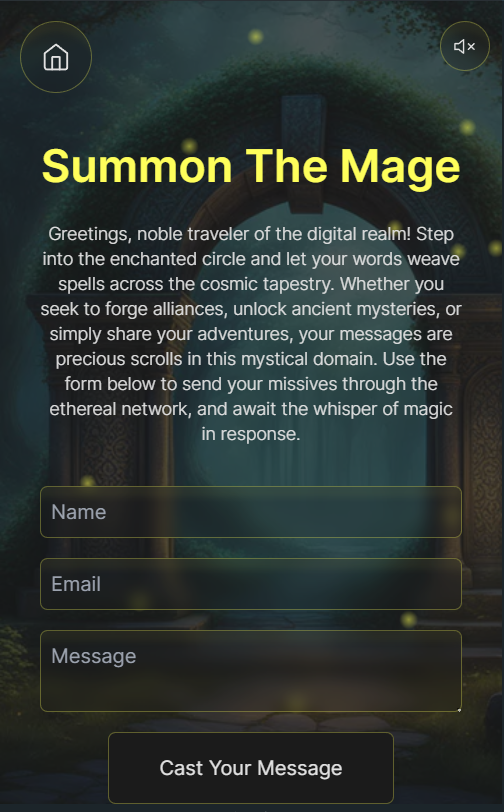 Summon The Mage
Greetings, noble traveler of the digital realm! Step
into the enchanted circle and let your words weave
spells across the cosmic tapestry. Whether you
seek to forge alliances, unlock ancient mysteries, or
simply share your adventures, your messages are
precious scrolls in this mystical domain. Use the
form below to send your missives through the
ethereal network, and await the whisper of magic
in response.
Name
Email
Message
Cast Your Message